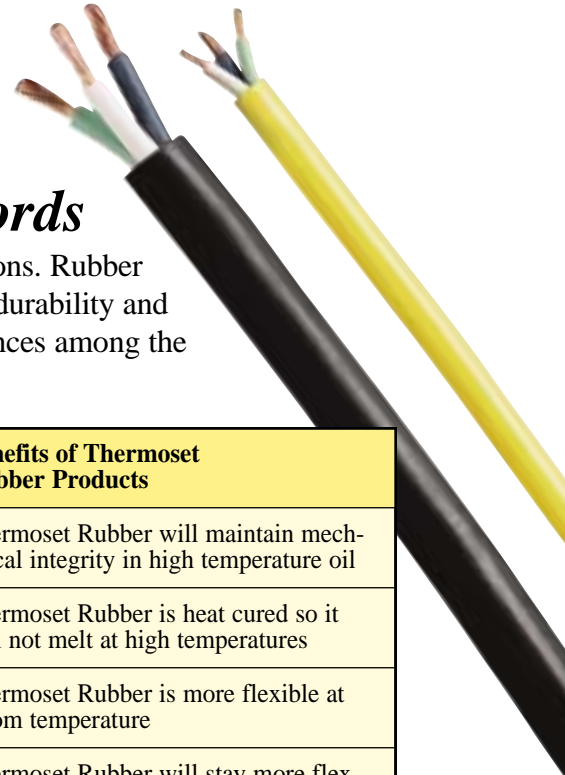 ords
ons. Rubber
durability and
nces among the
nefits of Thermoset
bber Products
ermoset Rubber will maintain mech-
cal integrity in high temperature oil
ermoset Rubber is heat cured so it
l not melt at high temperatures
ermoset Rubber is more flexible at
om temperature
ermoset Rubber will stay more flex